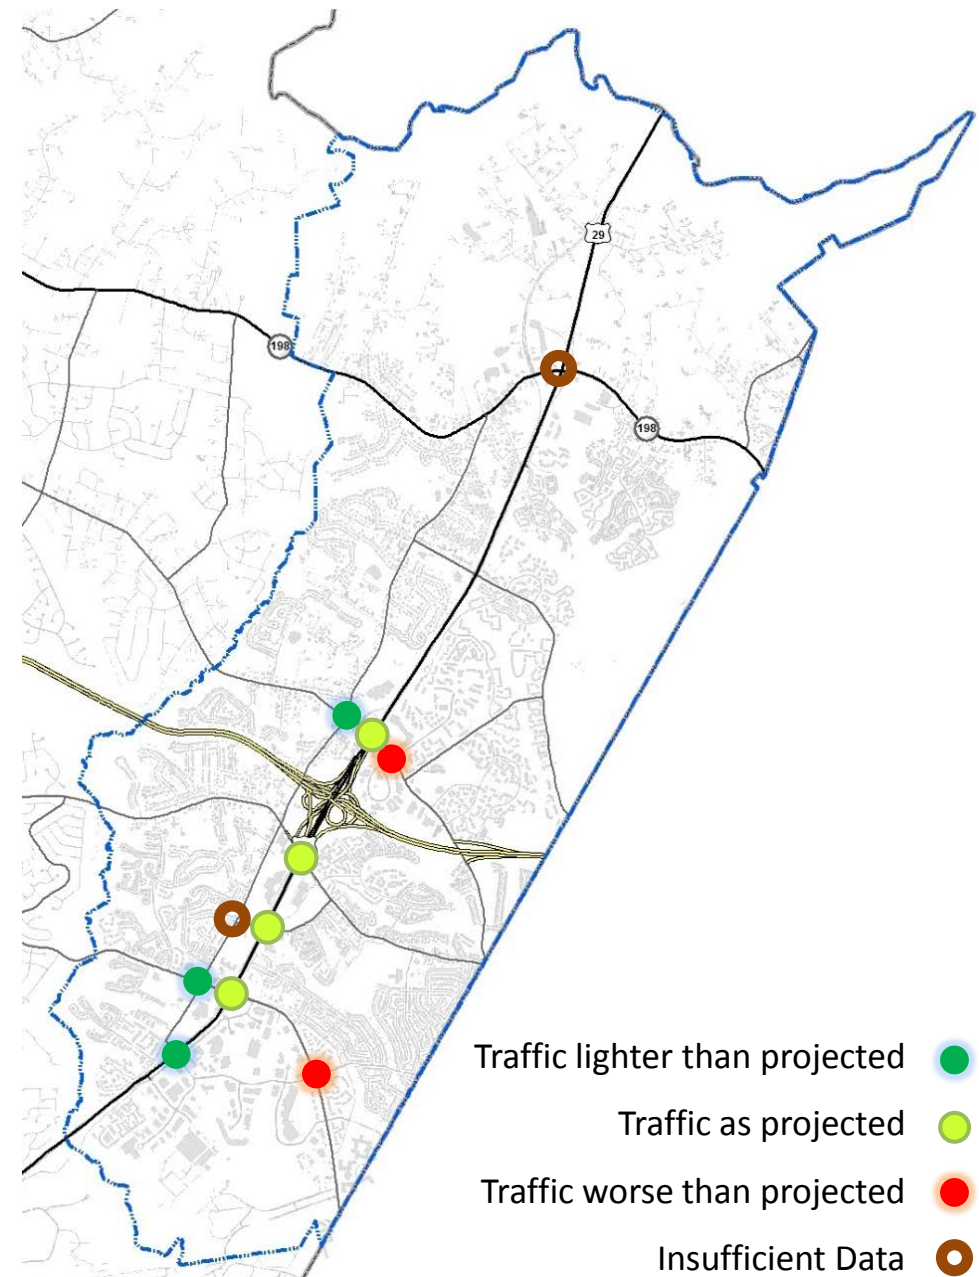 29
198
198
Traffic lighter than projected
Traffic as projected
Traffic worse than projected
Insufficient Data